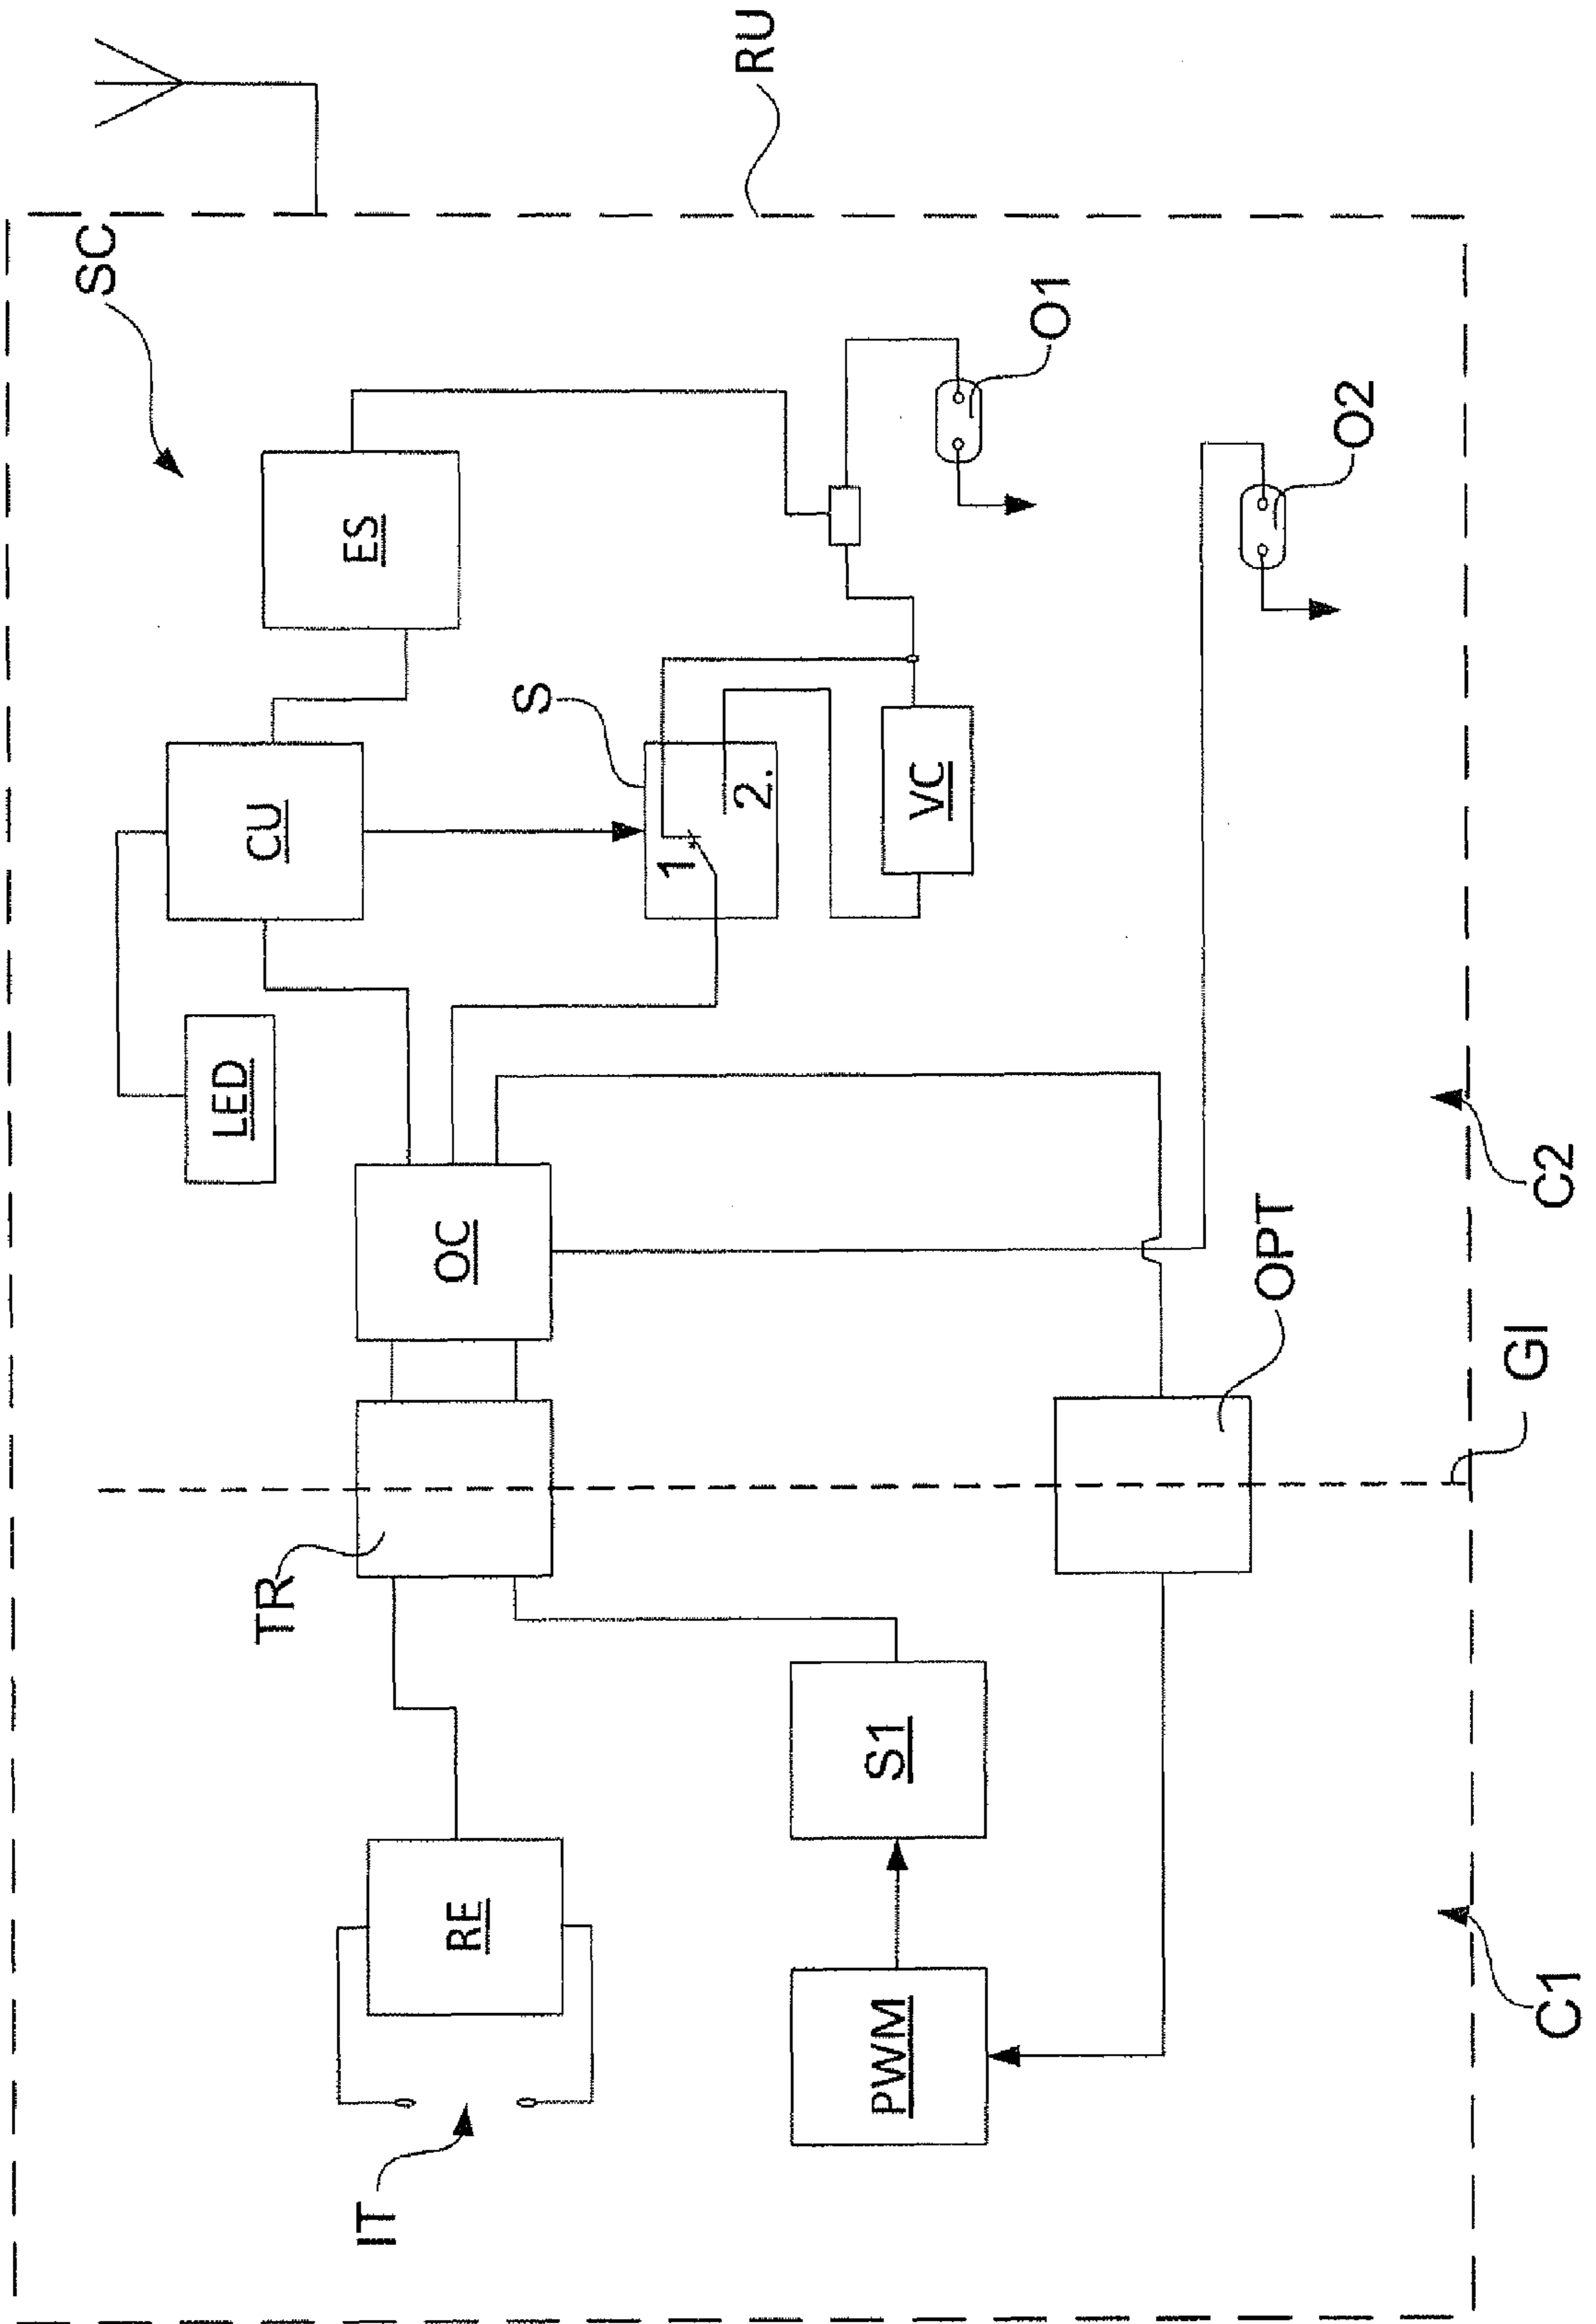 RU
SC
O1
O2
ES
S
CU
1.
2.
VC
LED
C2
OC
OPT
GI
TR
S1
RE
PWM
C1
IT